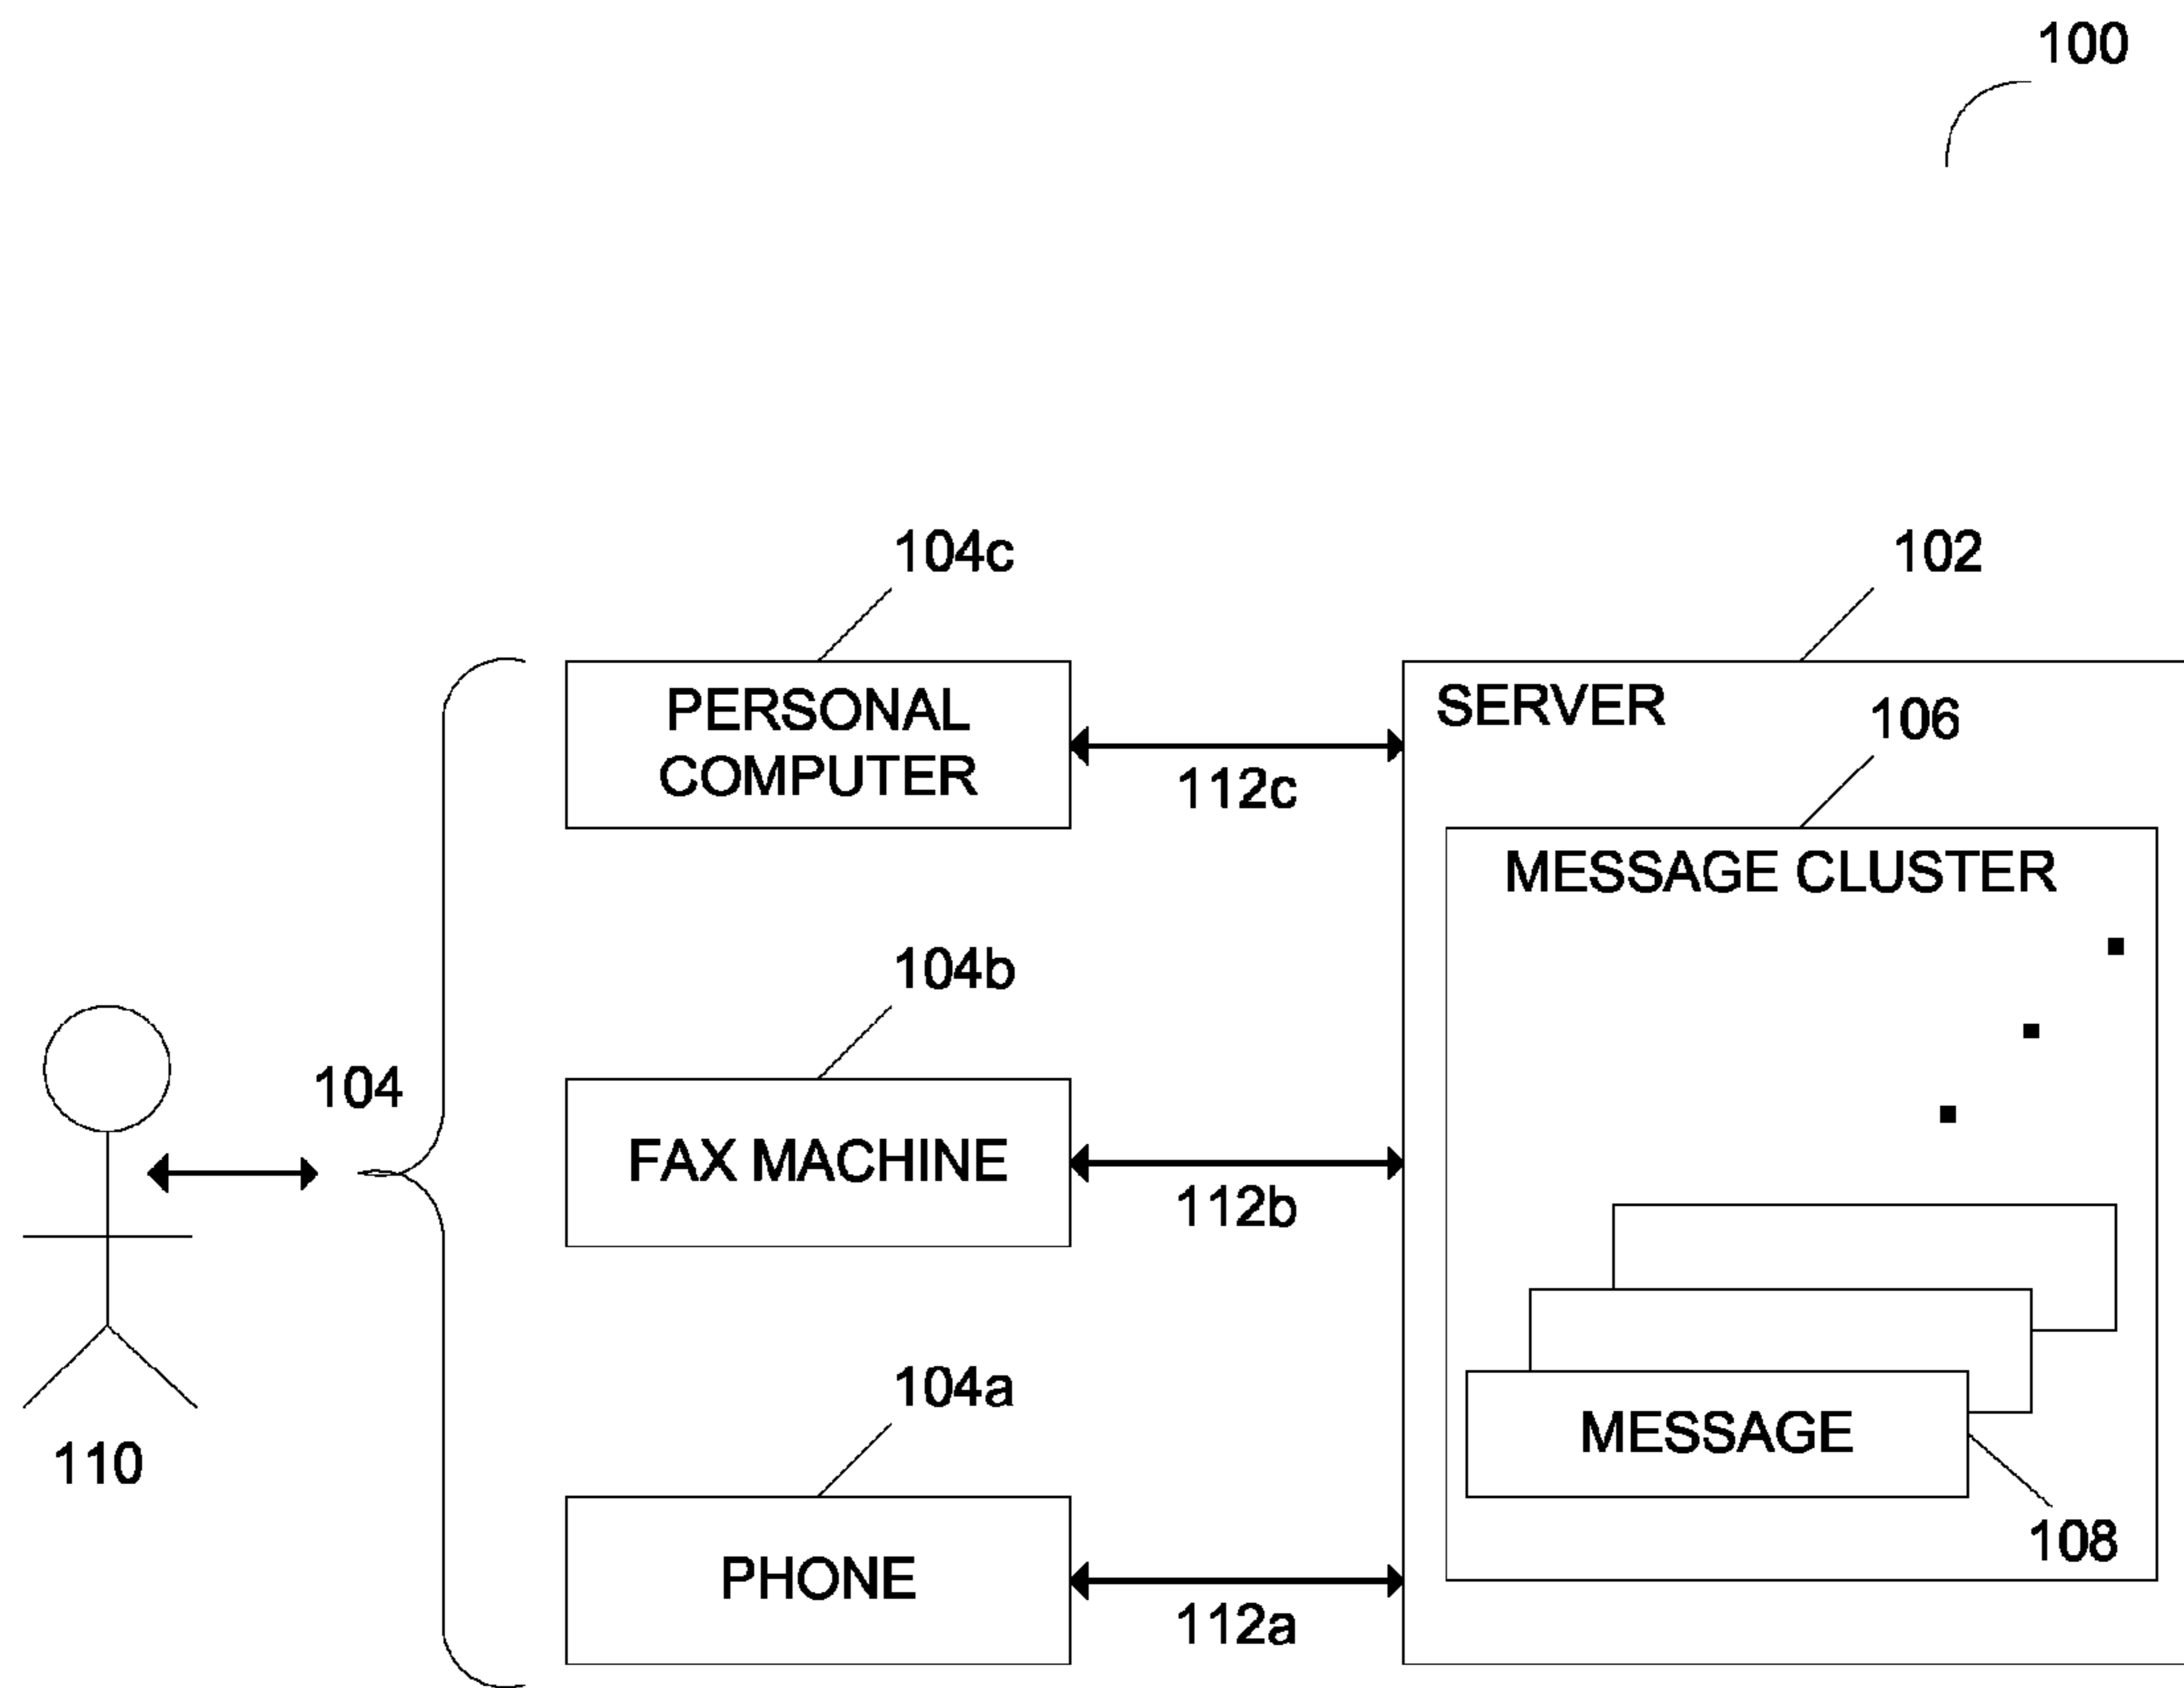 100
104c
102
PERSONAL
COMPUTER
SERVER
106
112c
MESSAGE CLUSTER
104b
104
FAX MACHINE
112b
104a
MESSAGE
110
108
PHONE
112a